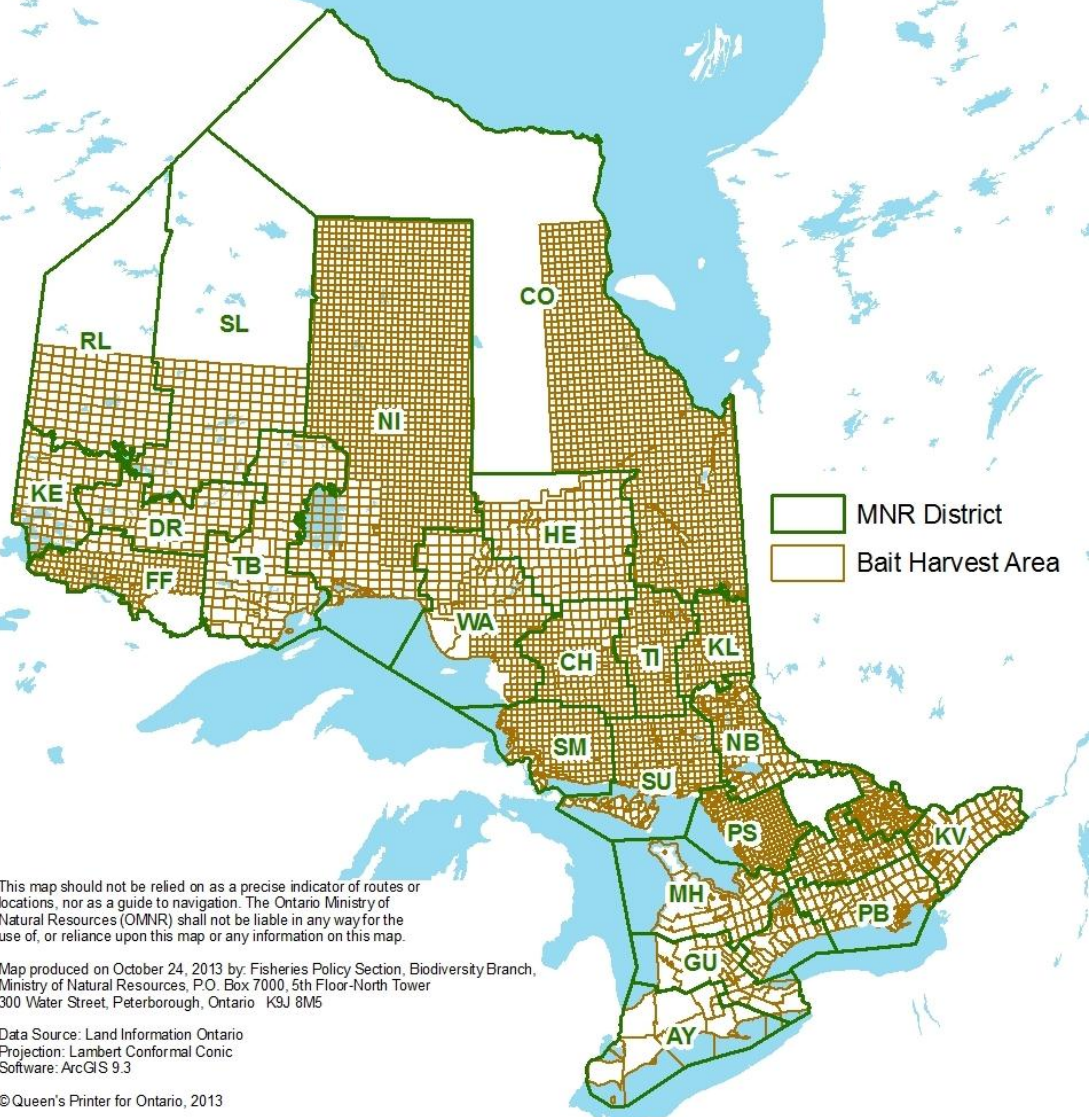 CO
SL
RL
NI
KE
DR
HE
TB
FF
WA
CH
TI
KL
SM
NB
SU
PS
KV
MH
PB
GU
AY
MNR District
Bait Harvest Area
This map should not be relied on as a precise indicator of routes or
locations, nor as a guide to navigation. The Ontario Ministry of
Natural Resources (OMNR) shall not be liable in any way for the
use of, or reliance upon this map or any information on this map.
Map produced on October 24, 2013 by: Fisheries Policy Section, Biodiversity Branch,
Ministry of Natural Resources, P.O. Box 7000, 5th Floor-North Tower
300 Water Street, Peterborough, Ontario K9J 8M5
Data Source: Land Information Ontario
Projection: Lambert Conformal Conic
Software: ArcGIS 9.3
© Queen's Printer for Ontario, 2013